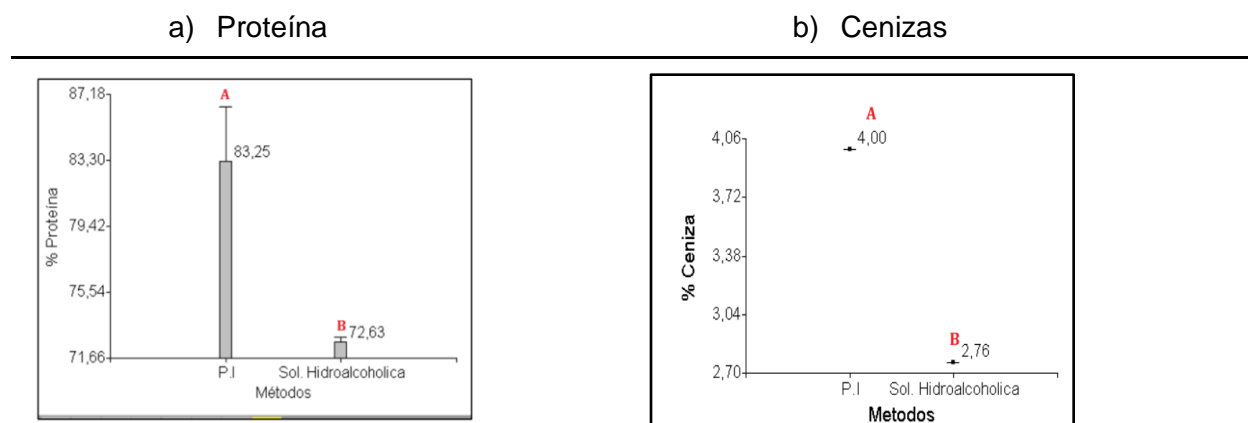 a) Proteína
b) Cenizas
87,18
83,30
79,42
75,54
71,66
% Proteína
A
83,25
B
72,63
P.I
Sol. Hidroalcoholica
Métodos
4,06
3,72
3,38
3,04
2,70
% Ceniza
A
4,00
B
2,76
P.I
Sol. Hidroalcoholica
Metodos